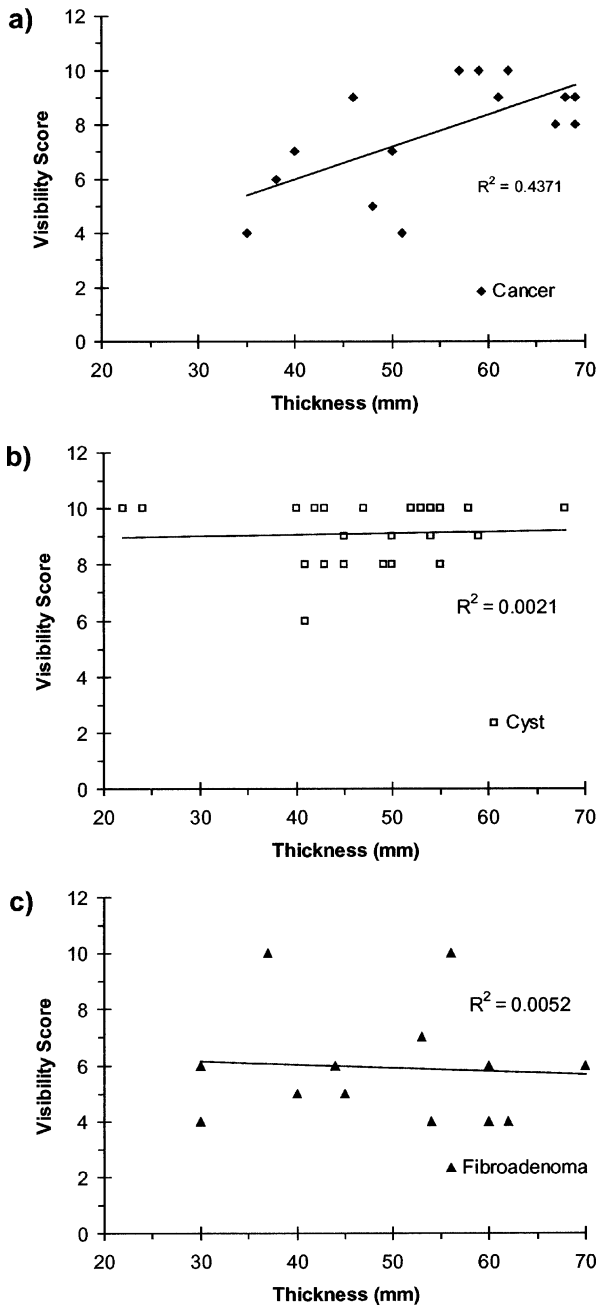 a)
12
10
8
6
4
2
0
Visibility Score
R² = 0.4371
Cancer
20 30 40 50 60 70
Thickness (mm)
b)
12
10
8
6
4
2
0
Visibility Score
R² = 0.0021
Cyst
20 30 40 50 60 70
Thickness (mm)
c)
12
10
8
6
4
2
0
Visibility Score
R² = 0.0052
Fibroadenoma
20 30 40 50 60 70
Thickness (mm)